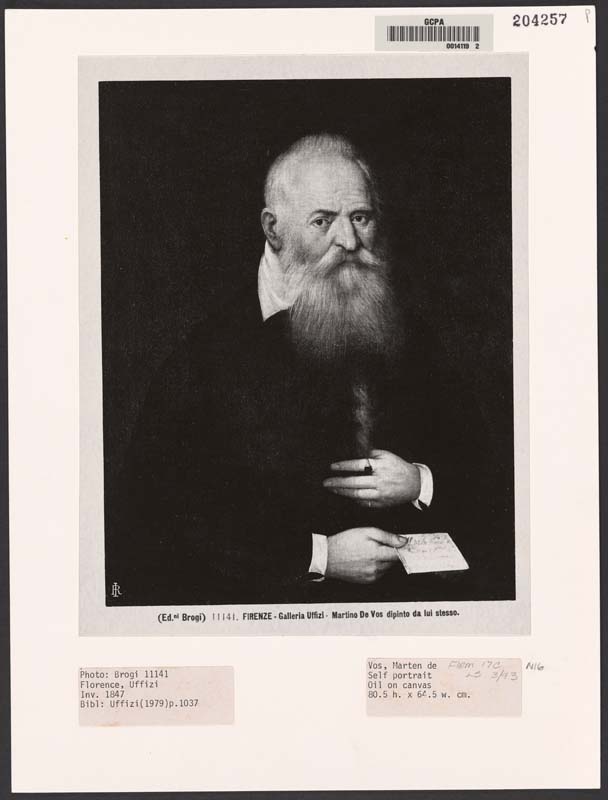 GCPA
0014119 2
204257
P
(Ed.ni Brogi) 11141. FIRENZE - Galleria Uffizi - Martino De Vos dipinto da lui stesso.
Photo: Brogi 11141
Florence, Uffizi
Inv. 1847
Bibl: Uffizi(1979)p.1037
Vos, Marten de Flem 17C N16
Self portrait LS 3/93
Oil on canvas
80.5 h. x 64.5 w. cm.